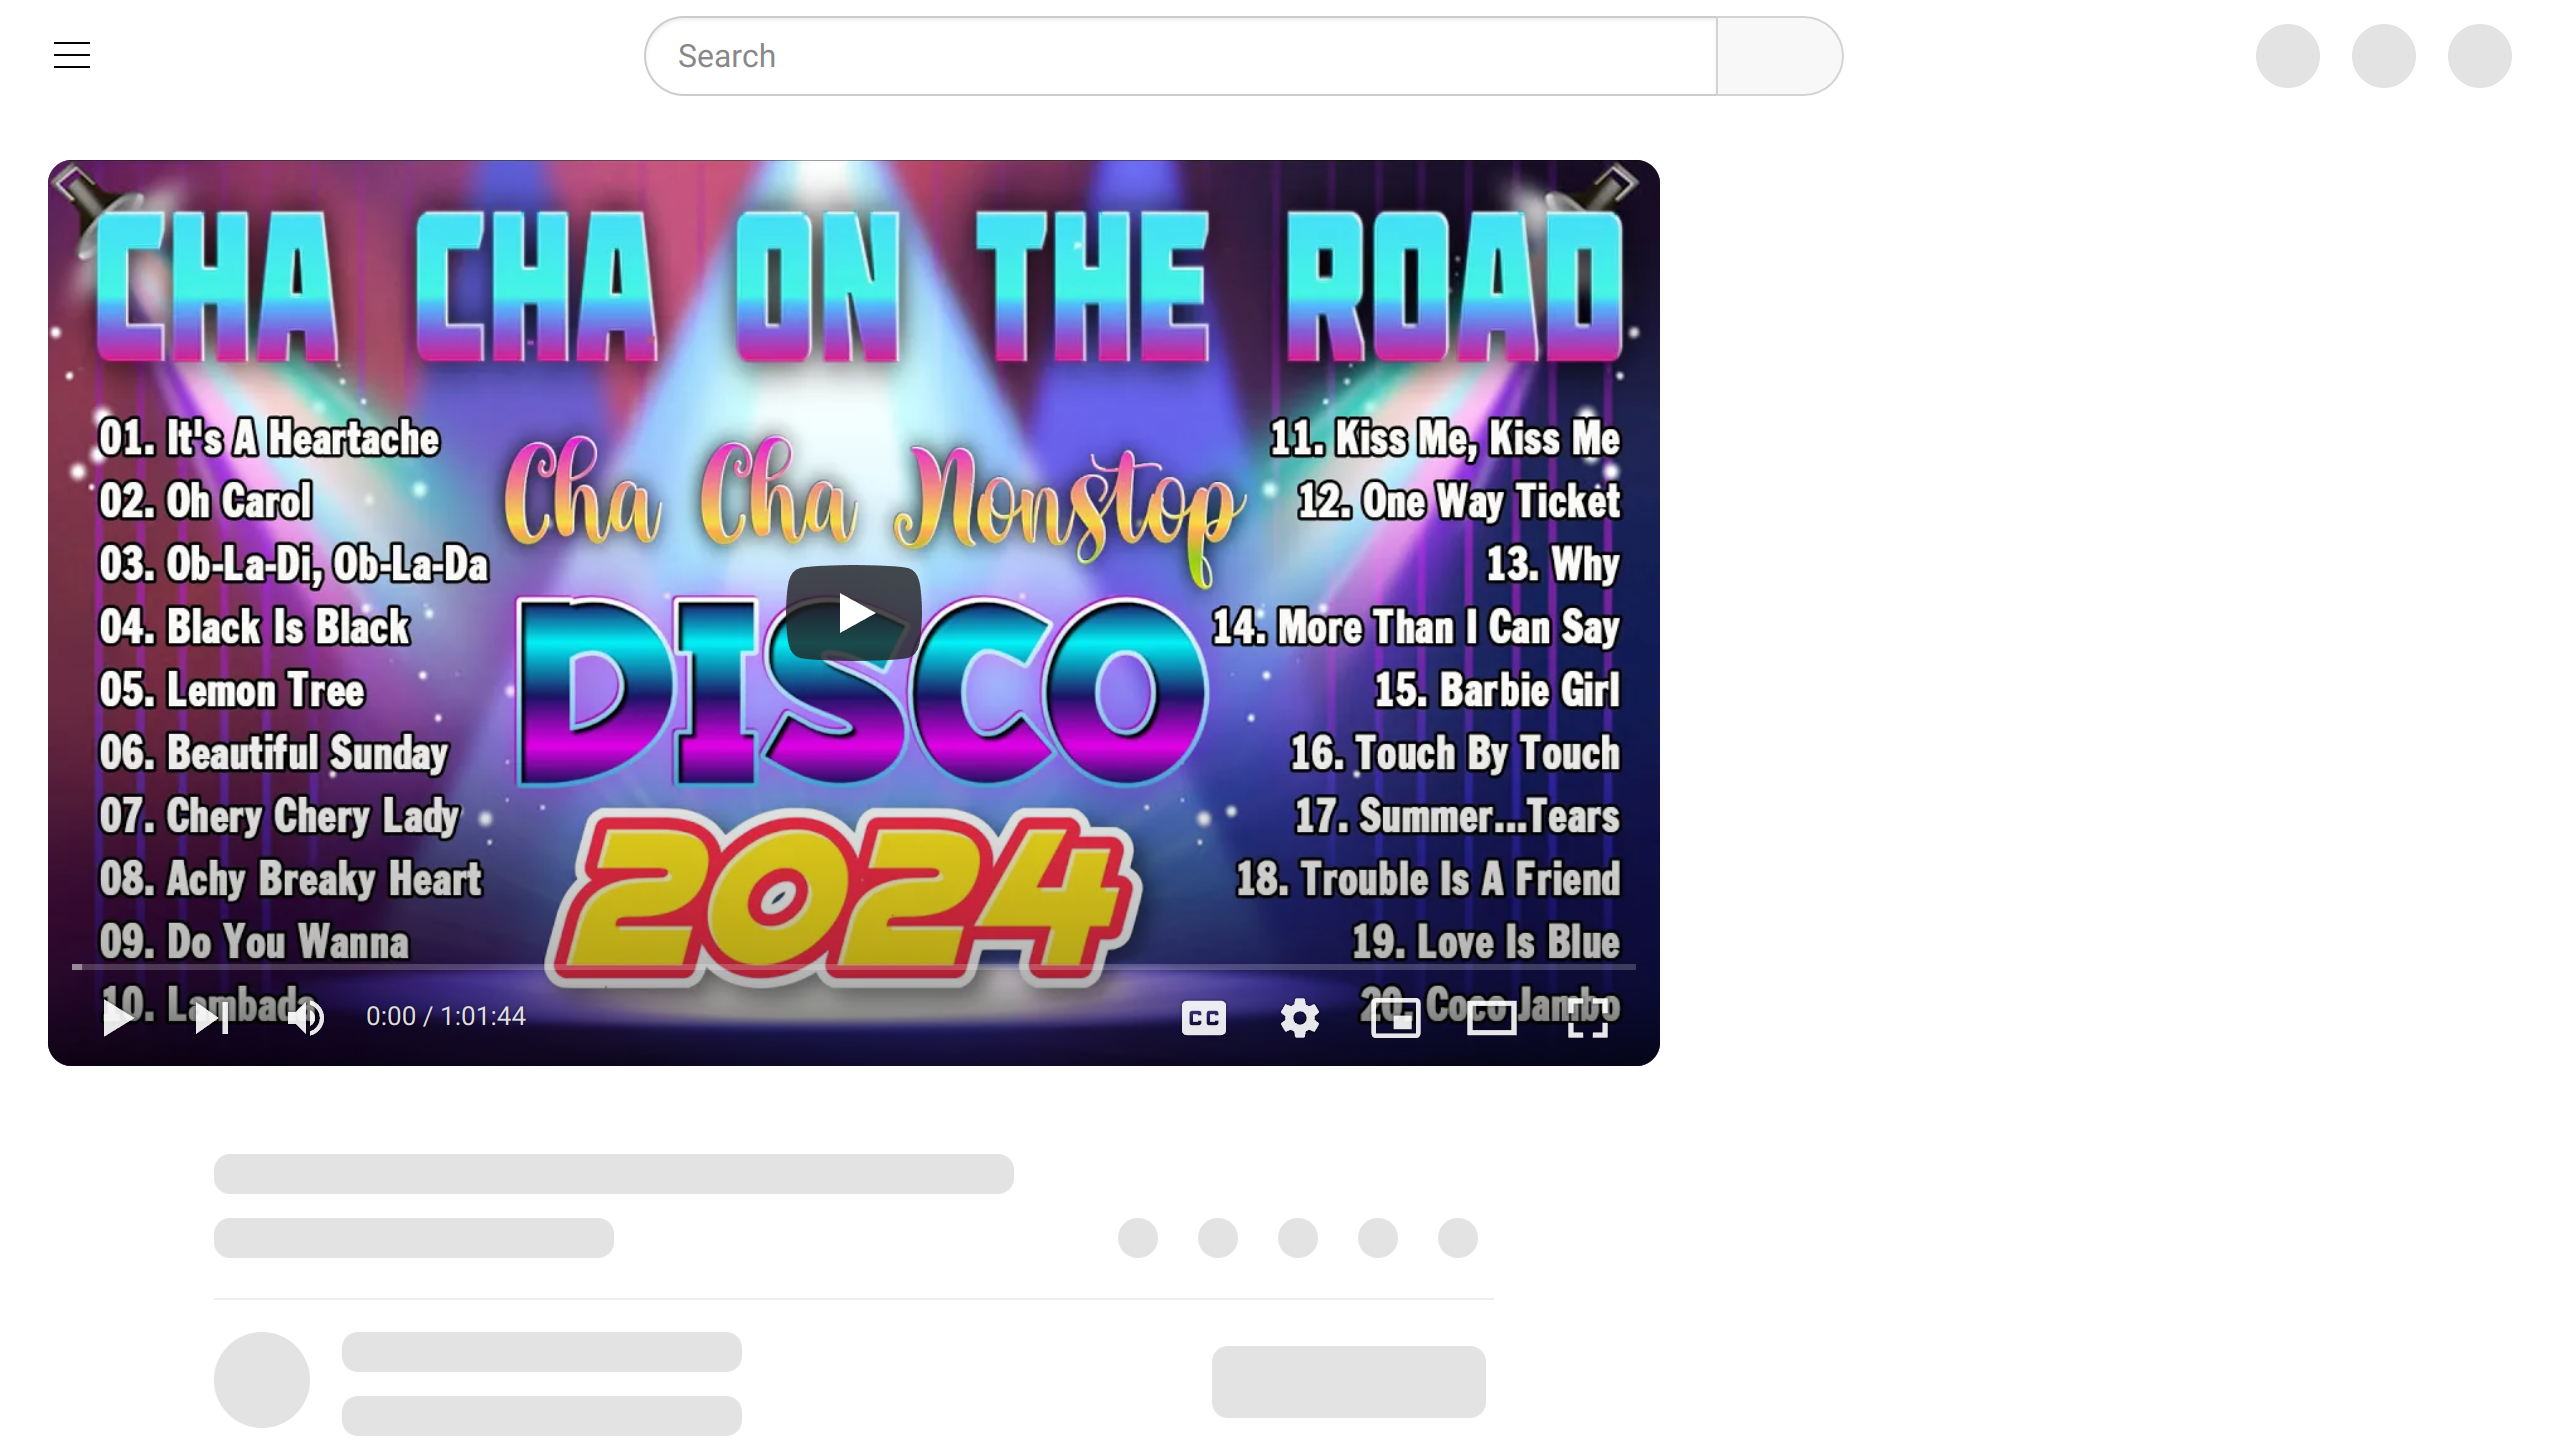 Search
CHA CHA ON THE ROAD
01. It's A Heartache
02. Oh Carol
03. Ob-La-Di, Ob-La-Da
04. Black Is Black
05. Lemon Tree
06. Beautiful Sunday
07. Chery Chery Lady
08. Achy Breaky Heart
09. Do You Wanna
10. Lambada
Cha Cha Nonstop
DISCO
2024
11. Kiss Me, Kiss Me
12. One Way Ticket
13. Why
14. More Than I Can Say
15. Barbie Girl
16. Touch By Touch
17. Summer...Tears
18. Trouble Is A Friend
19. Love Is Blue
20. Coco Jambo
0:00 / 1:01:44
CC